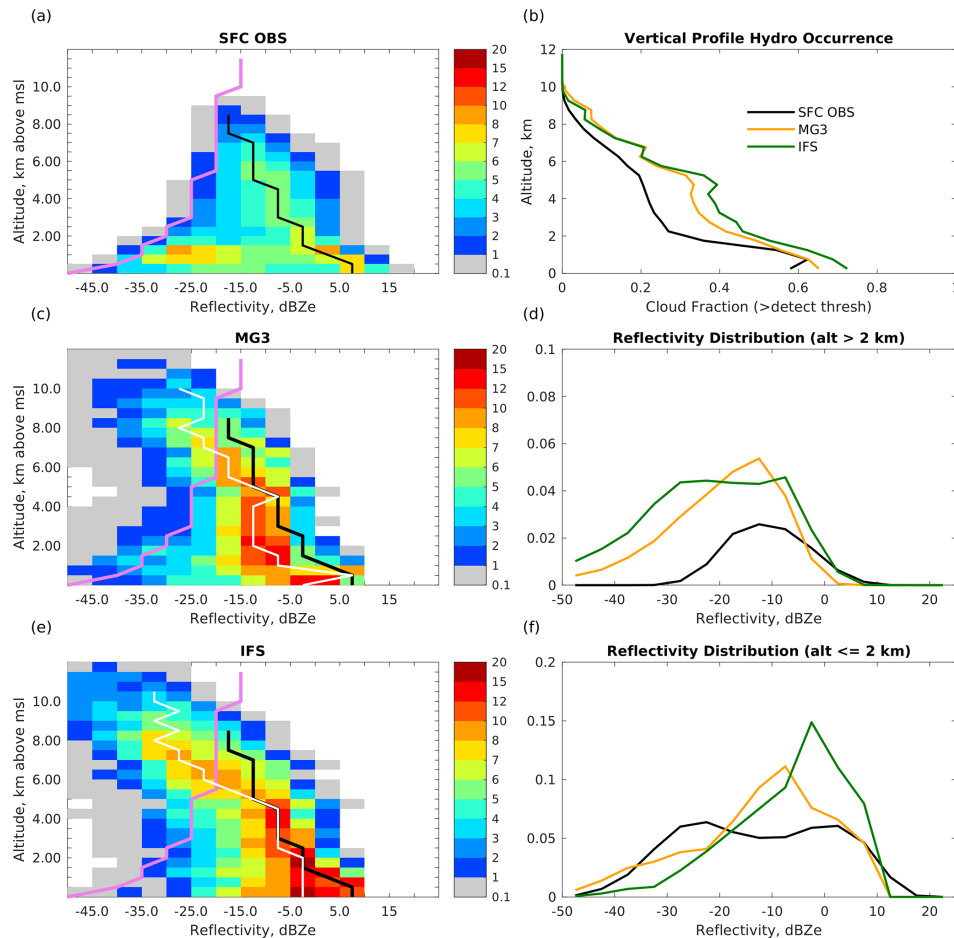 (a)
SFC OBS
Altitude, km above msl
10.0
8.00
6.00
4.00
2.00
-45.0 -35.0 -25.0 -15.0 -5.00 5.00 15.0
Reflectivity, dBZe
20
15
12
10
8
7
6
5
4
3
2
1
0.1
(b)
Vertical Profile Hydro Occurrence
Altitude, km
12
10
8
6
4
2
0
SFC OBS
MG3
IFS
0 0.2 0.4 0.6 0.8 1
Cloud Fraction (>detect thresh)
(c)
MG3
Altitude, km above msl
10.0
8.00
6.00
4.00
2.00
-45.0 -35.0 -25.0 -15.0 -5.00 5.00 15.0
Reflectivity, dBZe
20
15
12
10
8
7
6
5
4
3
2
1
0.1
(d)
Reflectivity Distribution (alt > 2 km)
0.1
0.08
0.06
0.04
0.02
0
-50 -40 -30 -20 -10 0 10 20
Reflectivity, dBZe
(e)
IFS
Altitude, km above msl
10.0
8.00
6.00
4.00
2.00
-45.0 -35.0 -25.0 -15.0 -5.00 5.00 15.0
Reflectivity, dBZe
20
15
12
10
8
7
6
5
4
3
2
1
0.1
(f)
Reflectivity Distribution (alt <= 2 km)
0.2
0.15
0.1
0.05
0
-50 -40 -30 -20 -10 0 10 20
Reflectivity, dBZe